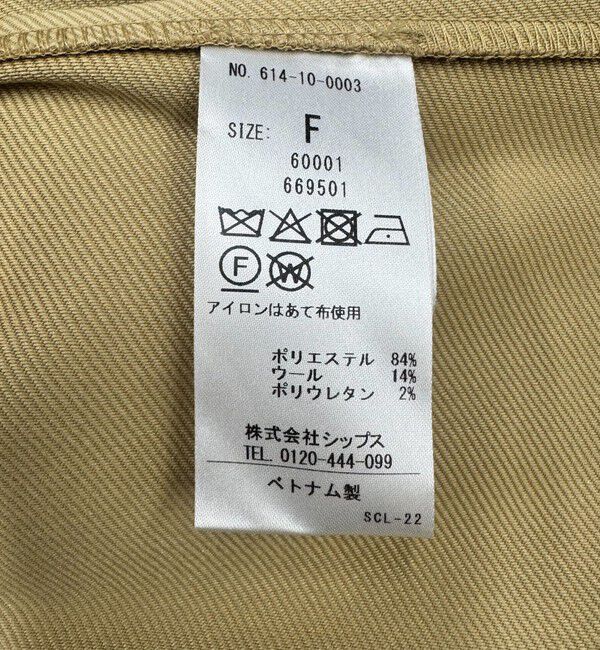 NO. 614-10-0003
SIZE: F
60001
669501
F W
アイロンはあて布使用
ポリエステル 84%
ウール 14%
ポリウレタン 2%
株式会社シップス
TEL. 0120-444-099
ベトナム製
SCL-22